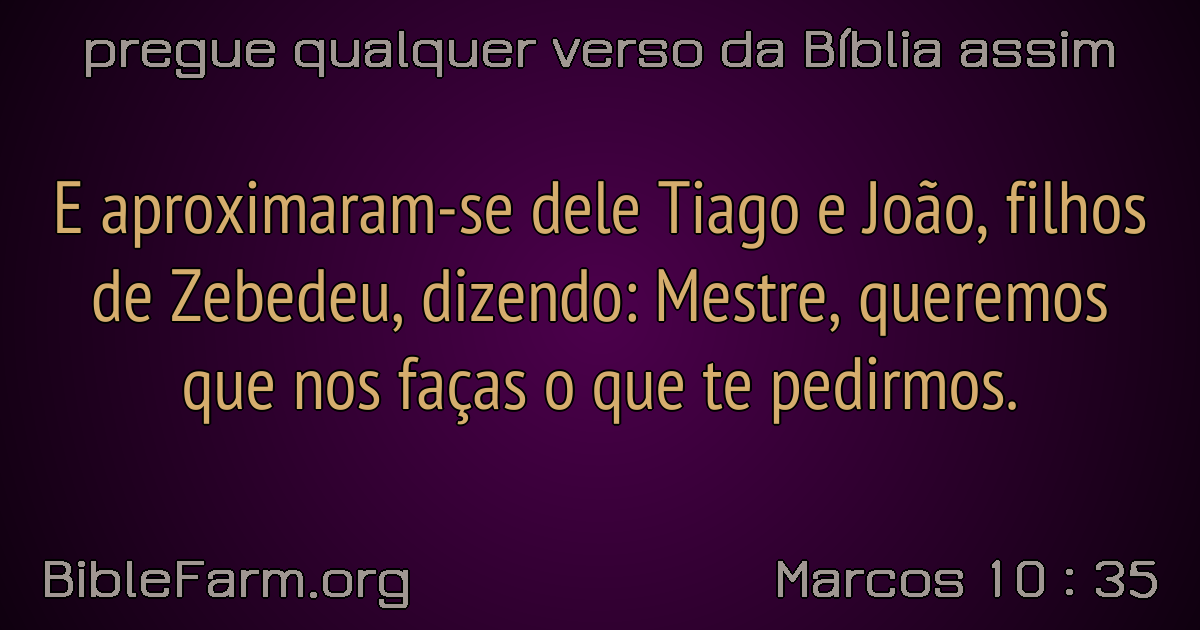 pregue qualquer verso da Bíblia assim
E aproximaram-se dele Tiago e João, filhos
de Zebedeu, dizendo: Mestre, queremos
que nos faças o que te pedirmos.
BibleFarm.org
Marcos 10 : 35